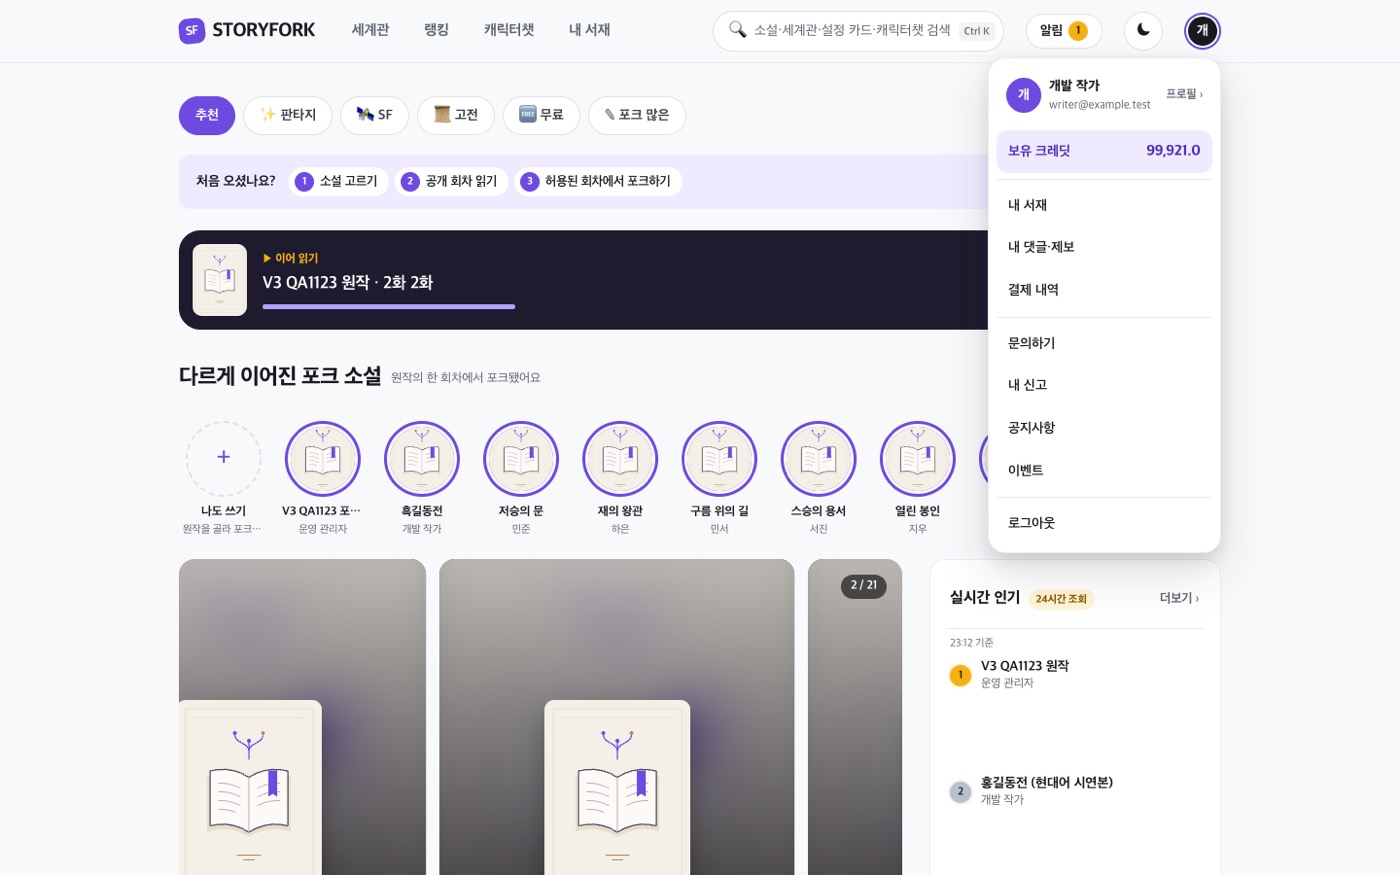 SF STORYFORK
세계관
랭킹
캐릭터챗
내 서재
소설·세계관·설정 카드·캐릭터챗 검색
Ctrl K
알림 1
개
추천
판타지
SF
고전
FREE 무료
포크 많은
처음 오셨나요?
1 소설 고르기
2 공개 회차 읽기
3 허용된 회차에서 포크하기
▶ 이어 읽기
V3 QA1123 원작 · 2화 2화
개
개발 작가
writer@example.test
프로필 ›
보유 크레딧 99,921.0
내 서재
내 댓글·제보
결제 내역
문의하기
내 신고
공지사항
이벤트
로그아웃
다르게 이어진 포크 소설 원작의 한 회차에서 포크됐어요
+
나도 쓰기
원작을 골라 포크…
V3 QA1123 포…
운영 관리자
흑길동전
개발 작가
저승의 문
민준
재의 왕관
하은
구름 위의 길
민서
스승의 용서
서진
열린 봉인
지우
2 / 21
실시간 인기 24시간 조회 더보기 ›
23:12 기준
1 V3 QA1123 원작
운영 관리자
2 홍길동전 (현대어 시연본)
개발 작가